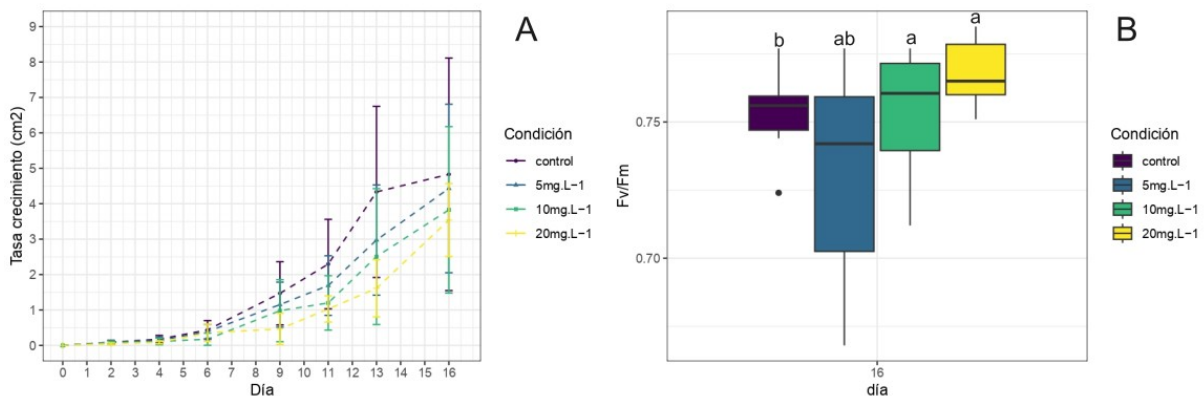 A
9
8
7
6
5
4
3
2
1
0
Tasa crecimiento (cm2)
0 1 2 3 4 5 6 7 8 9 10 11 12 13 14 15 16
Día
Condición
control
5mg.L−1
10mg.L−1
20mg.L−1
B
b ab a a
0.75
0.70
Fv/Fm
16
día
Condición
control
5mg.L−1
10mg.L−1
20mg.L−1